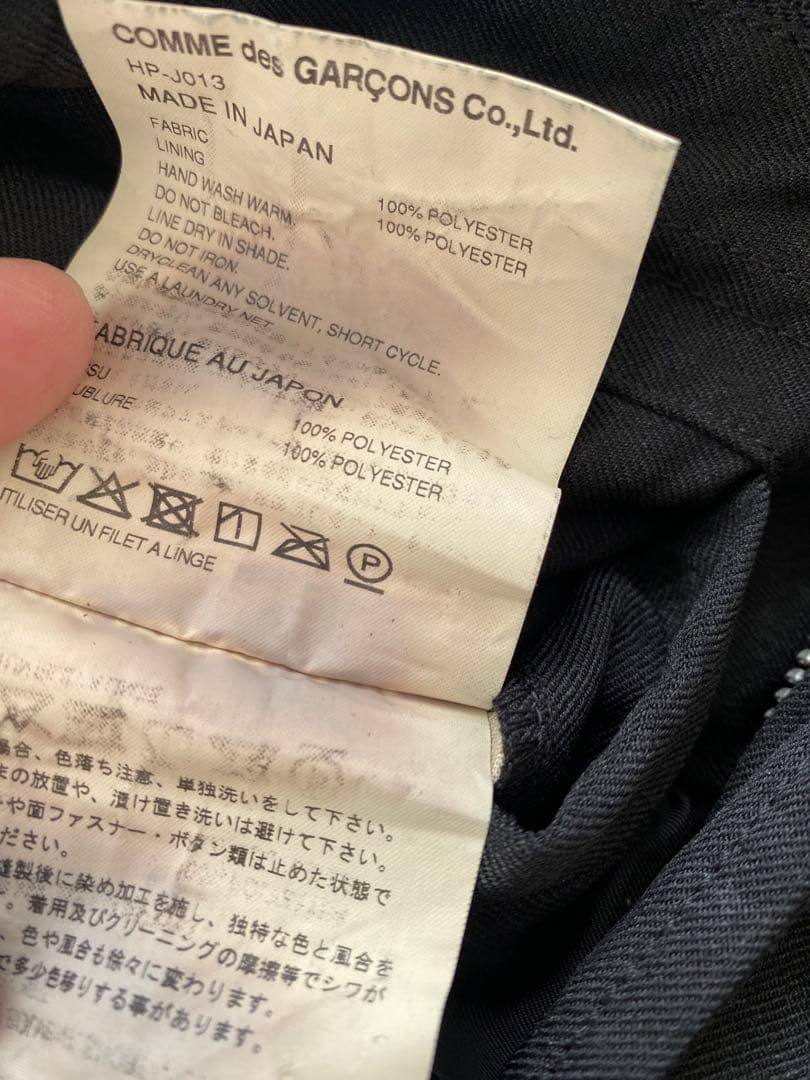 COMME des GARÇONS Co.,Ltd.
HP-J013
MADE IN JAPAN
FABRIC 100% POLYESTER
LINING 100% POLYESTER
HAND WASH WARM.
DO NOT BLEACH.
LINE DRY IN SHADE.
DO NOT IRON.
DRYCLEAN ANY SOLVENT, SHORT CYCLE.
USE A LAUNDRY NET
ABRIQUE AU JAPON
SU 100% POLYESTER
UBLURE 100% POLYESTER
P
TILISER UN FILET A LINGE
場合、色落ち注意、単独洗いをして下さい。
まの放置や、漬け置き洗いは避けて下さい。
や面ファスナー・ボタン類は止めた状態で
ださい。
縫製後に染め加工を施し、独特な色と風合を
。着用及びクリーニングの摩擦等でシワが
、色や風合も徐々に変わります。
で多少色移りする事があります。